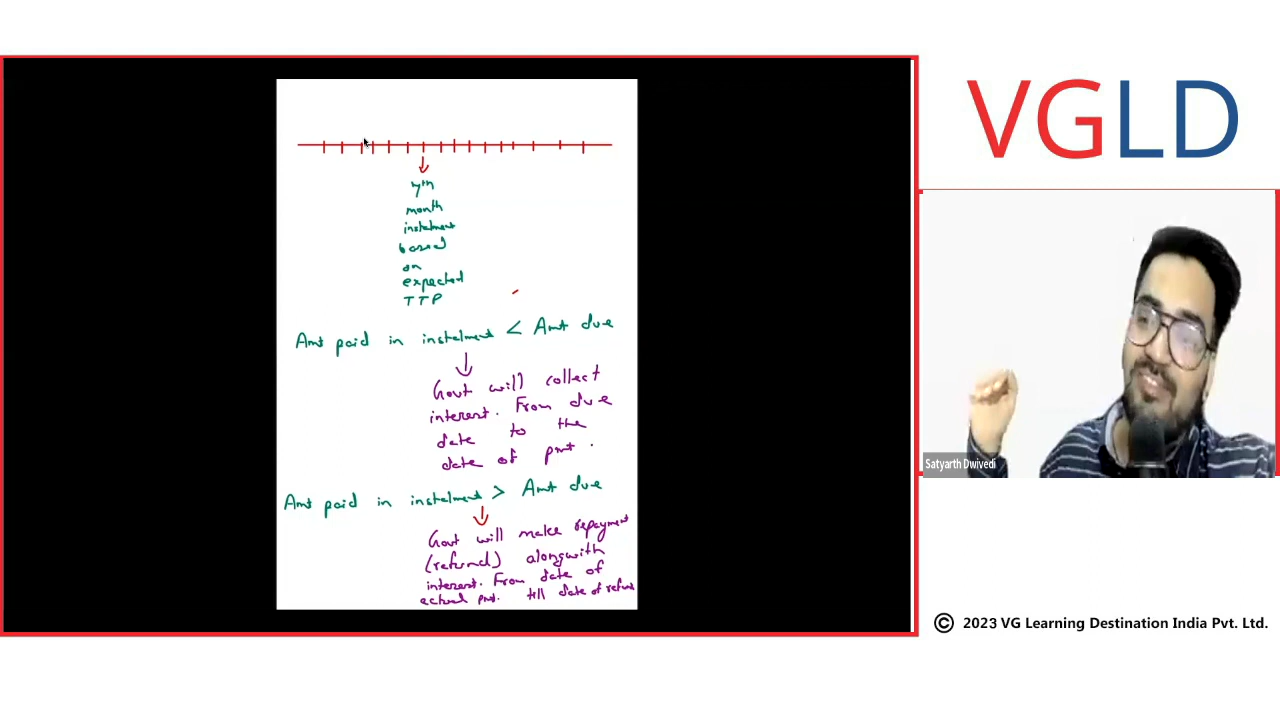 7th
month
instalment
based
on
expected
TTP
Amt paid in instalment < Amt due
Govt will collect
interest. From due
date to the
date of pmt.
Amt paid in instalment > Amt due
Govt will make repayment
(refund) alongwith
interest. From date of
actual pmt. till date of refund
VGLD
Satyarth Dwivedi
© 2023 VG Learning Destination India Pvt. Ltd.